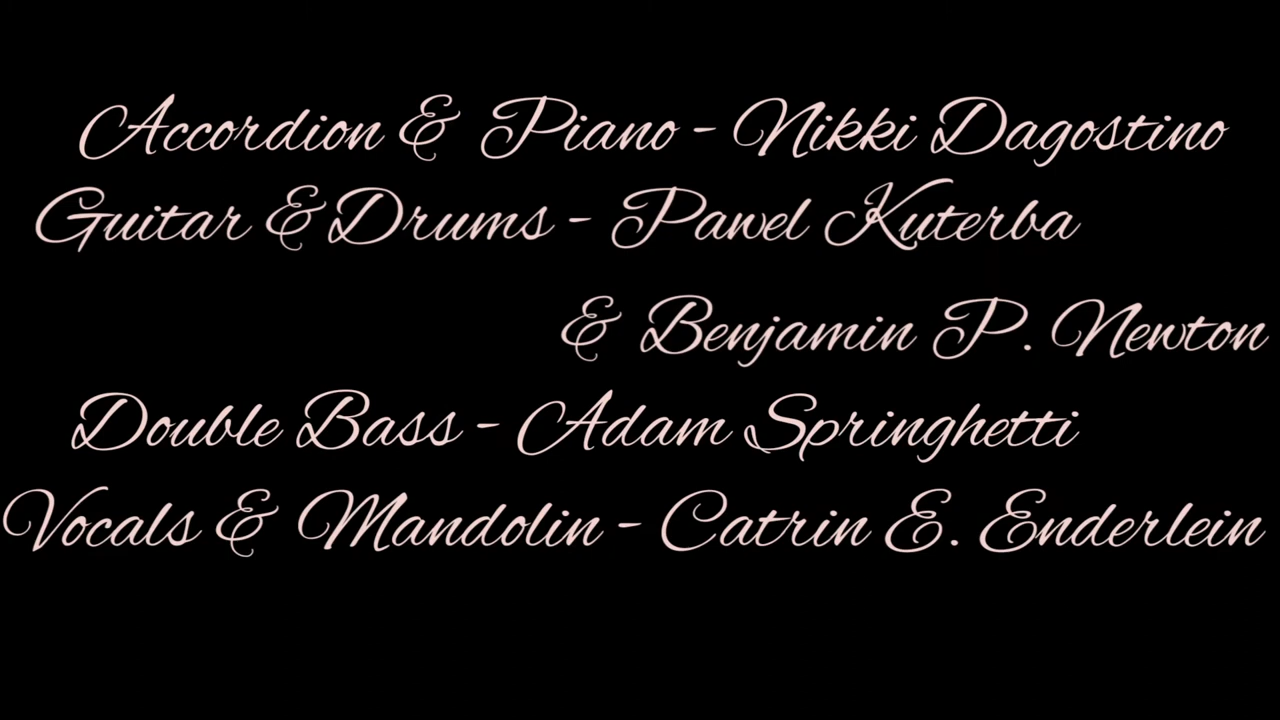 Accordion & Piano - Nikki Dagostino
Guitar & Drums - Pawel Kuterba
& Benjamin P. Newton
Double Bass - Adam Springhetti
Vocals & Mandolin - Catrin E. Enderlein